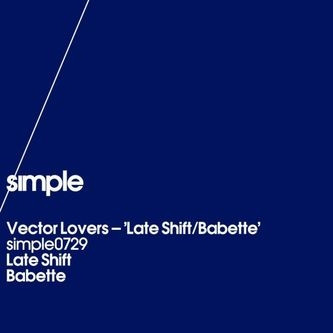 simple
Vector Lovers – 'Late Shift/Babette'
simple0729
Late Shift
Babette